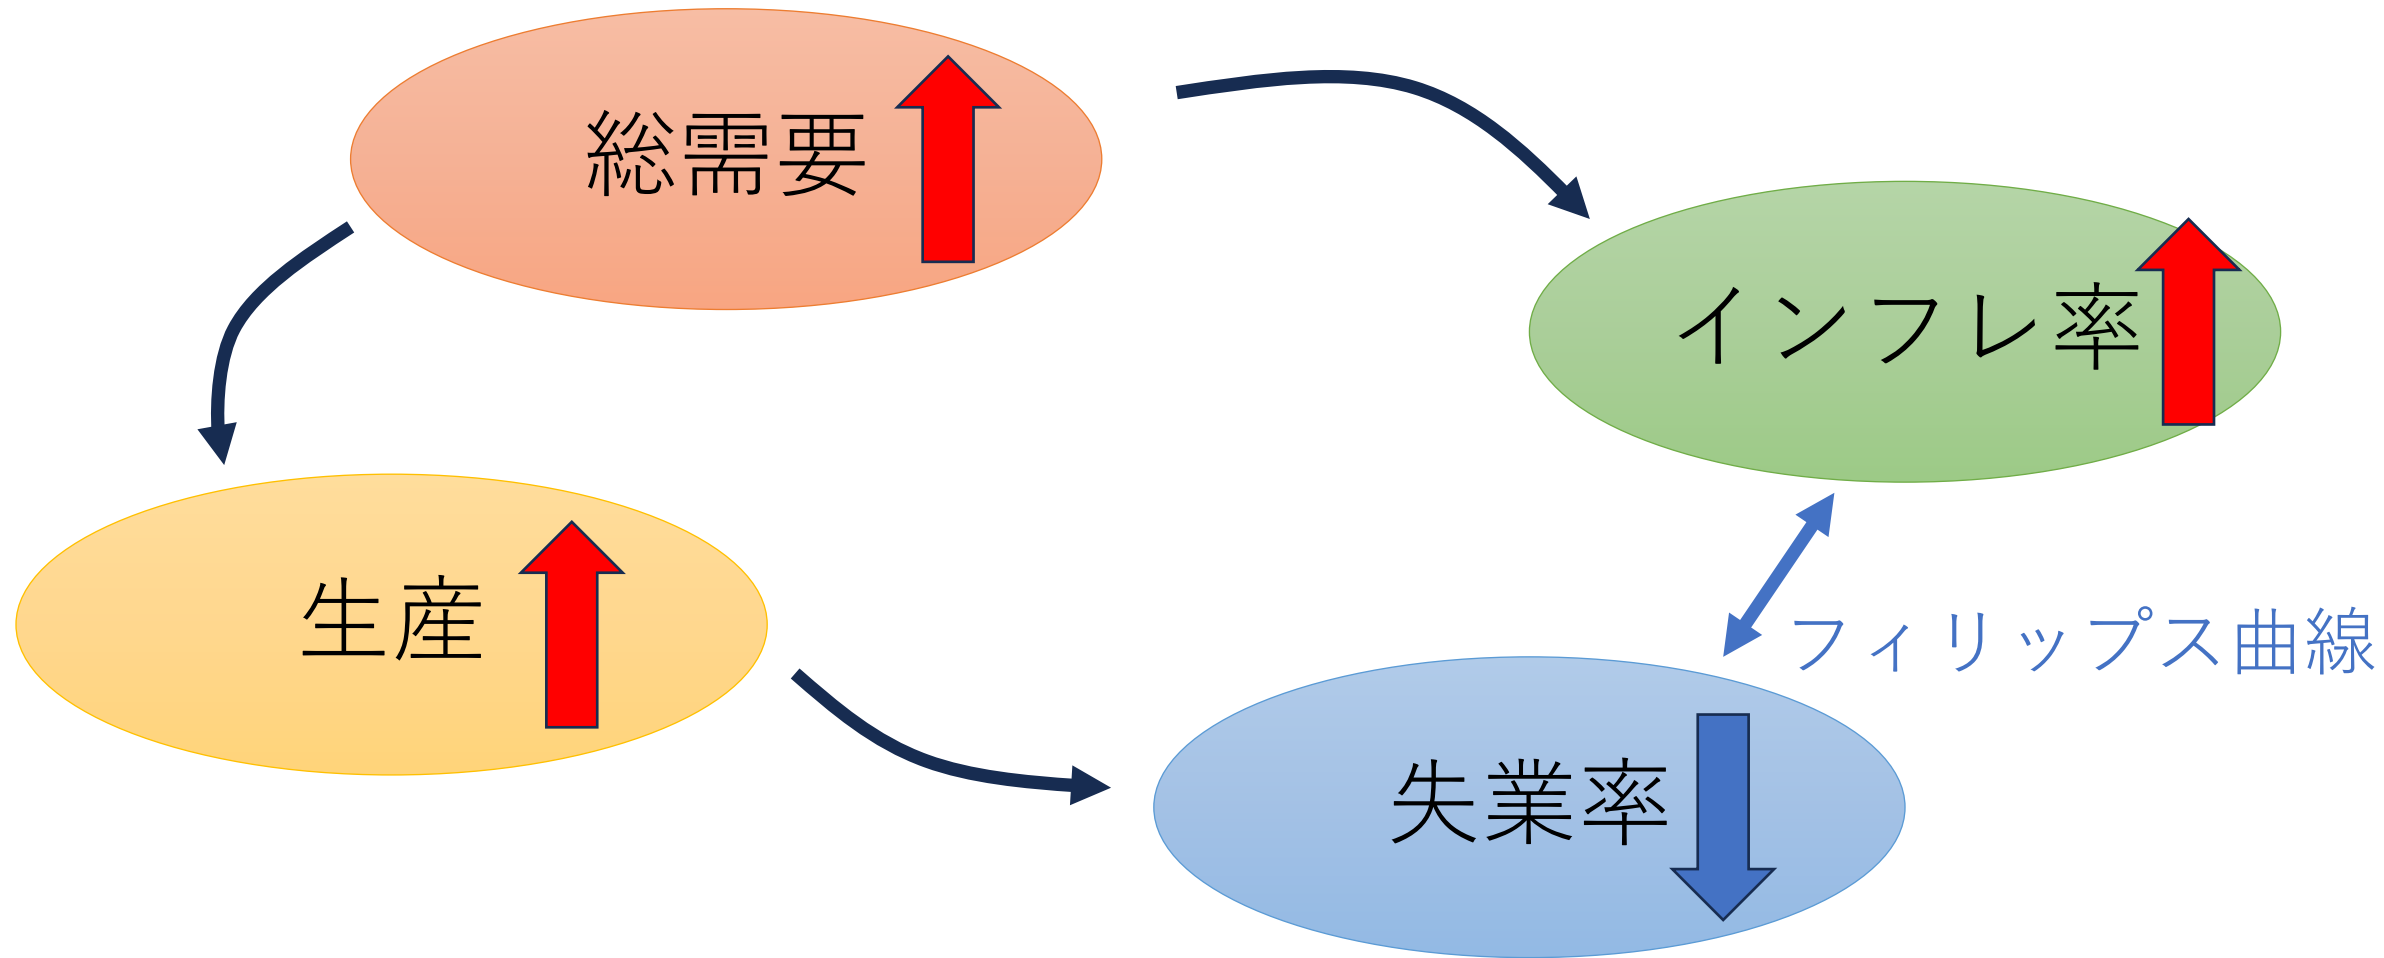 総需要
インフレ率
生産
フィリップス曲線
失業率